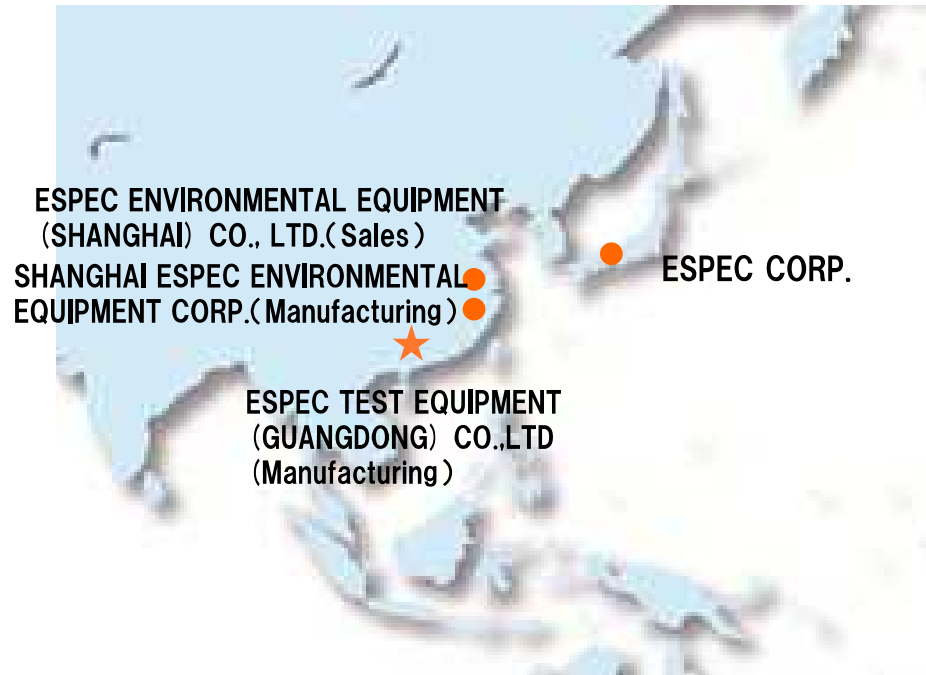 ESPEC ENVIRONMENTAL EQUIPMENT
(SHANGHAI) CO., LTD.(Sales)
SHANGHAI ESPEC ENVIRONMENTAL
EQUIPMENT CORP.(Manufacturing)
ESPEC CORP.
ESPEC TEST EQUIPMENT
(GUANGDONG) CO.,LTD
(Manufacturing)